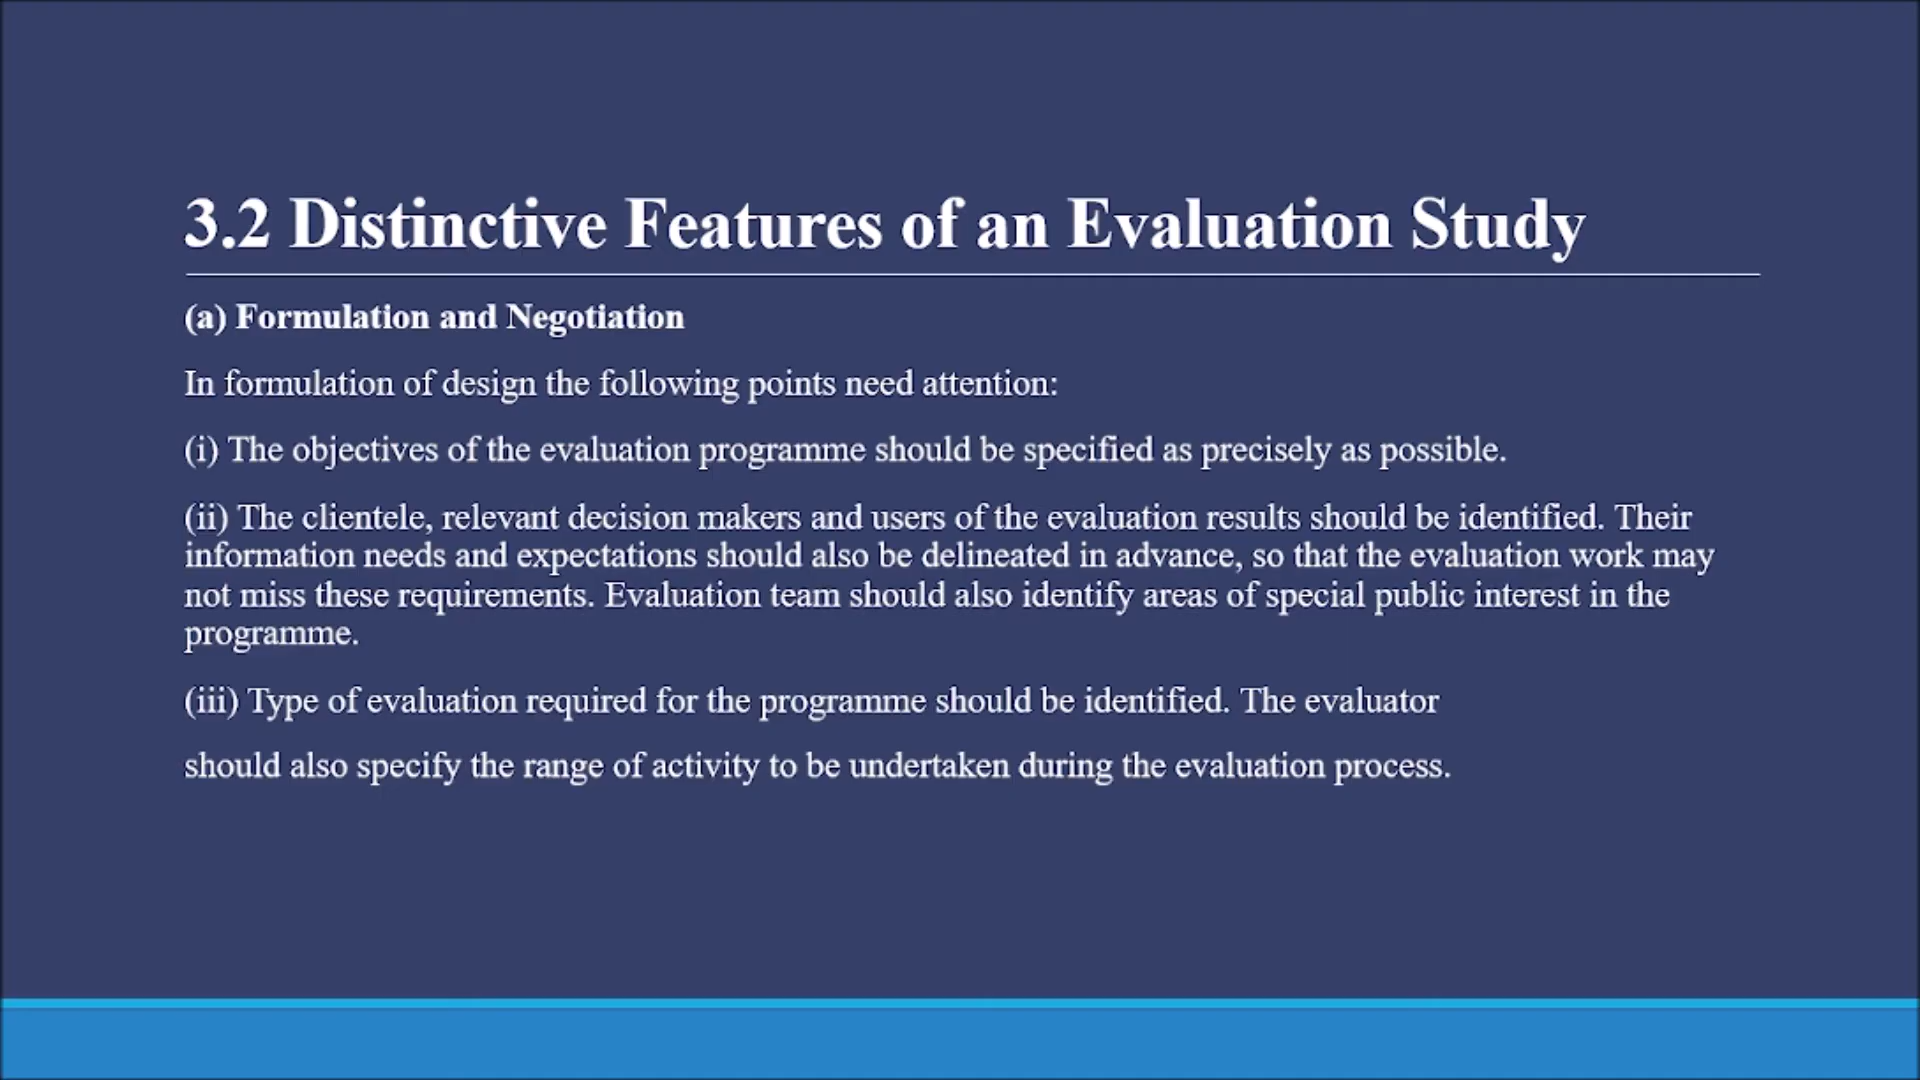 3.2 Distinctive Features of an Evaluation Study
(a) Formulation and Negotiation
In formulation of design the following points need attention:
(i) The objectives of the evaluation programme should be specified as precisely as possible.
(ii) The clientele, relevant decision makers and users of the evaluation results should be identified. Their
information needs and expectations should also be delineated in advance, so that the evaluation work may
not miss these requirements. Evaluation team should also identify areas of special public interest in the
programme.
(iii) Type of evaluation required for the programme should be identified. The evaluator
should also specify the range of activity to be undertaken during the evaluation process.